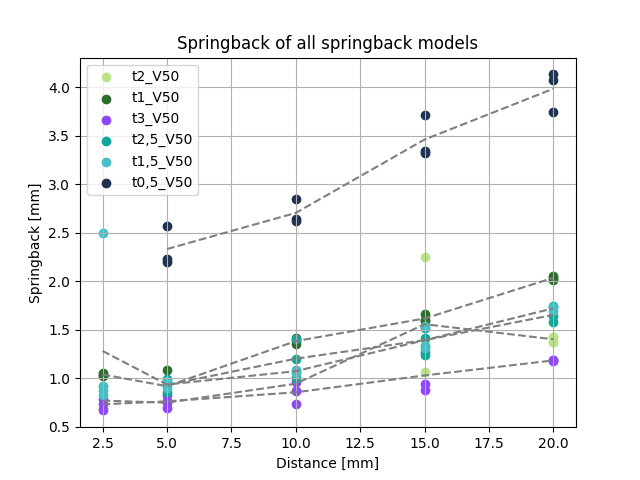 Springback of all springback models
t2_V50
t1_V50
t3_V50
t2,5_V50
t1,5_V50
t0,5_V50
Springback [mm]
4.0
3.5
3.0
2.5
2.0
1.5
1.0
0.5
2.5 5.0 7.5 10.0 12.5 15.0 17.5 20.0
Distance [mm]